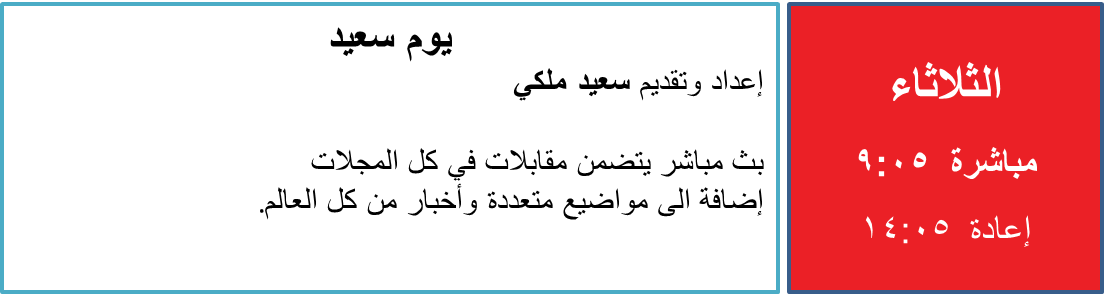 الثلاثاء
مباشرة ٩:٠٥
إعادة ١٤:٠٥
يوم سعيد
إعداد وتقديم سعيد ملكي
بث مباشر يتضمن مقابلات في كل المجلات
إضافة الى مواضيع متعددة وأخبار من كل العالم.